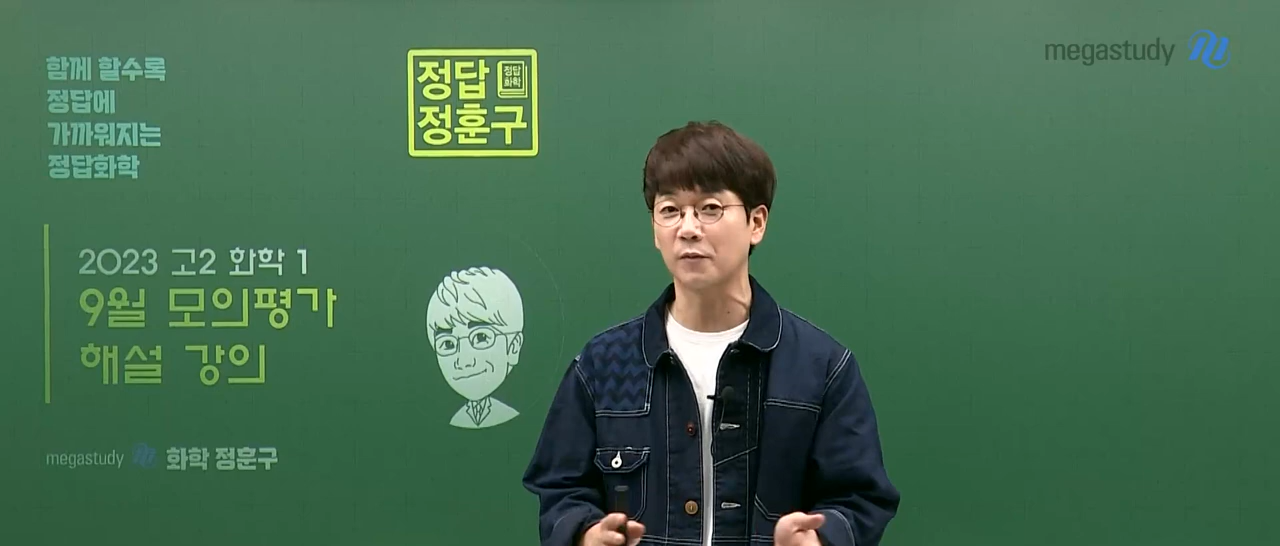 함께 할수록
정답에
가까워지는
정답화학
정답
정답
화학
정훈구
megastudy
2023 고2 화학 1
9월 모의평가
해설 강의
megastudy 화학 정훈구